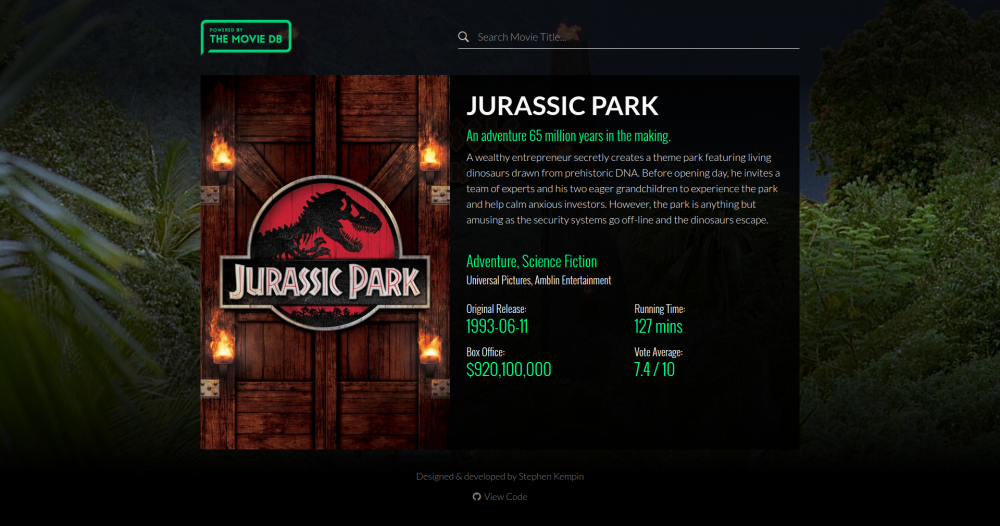 POWERED BY
THE MOVIE DB
Search Movie Title...
JURASSIC PARK
JURASSIC PARK
An adventure 65 million years in the making.
A wealthy entrepreneur secretly creates a theme park featuring living
dinosaurs drawn from prehistoric DNA. Before opening day, he invites a
team of experts and his two eager grandchildren to experience the park
and help calm anxious investors. However, the park is anything but
amusing as the security systems go off-line and the dinosaurs escape.
Adventure, Science Fiction
Universal Pictures, Amblin Entertainment
Original Release:
1993-06-11
Running Time:
127 mins
Box Office:
$920,100,000
Vote Average:
7.4 / 10
Designed & developed by Stephen Kempin
View Code